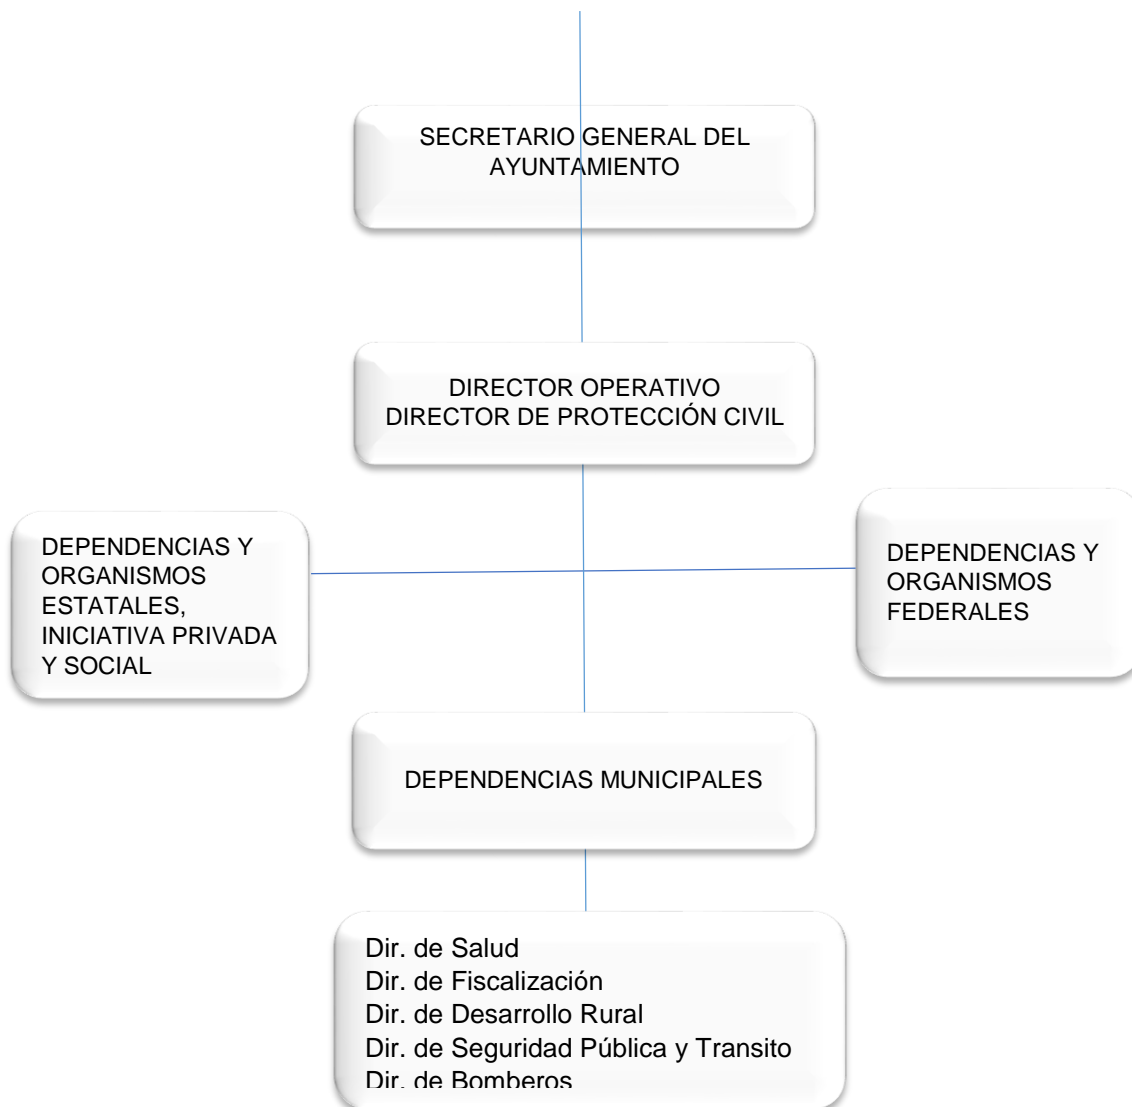 SECRETARIO GENERAL DEL
AYUNTAMIENTO
DIRECTOR OPERATIVO
DIRECTOR DE PROTECCIÓN CIVIL
DEPENDENCIAS Y
ORGANISMOS
ESTATALES,
INICIATIVA PRIVADA
Y SOCIAL
DEPENDENCIAS Y
ORGANISMOS
FEDERALES
DEPENDENCIAS MUNICIPALES
Dir. de Salud
Dir. de Fiscalización
Dir. de Desarrollo Rural
Dir. de Seguridad Pública y Transito
Dir. de Bomberos